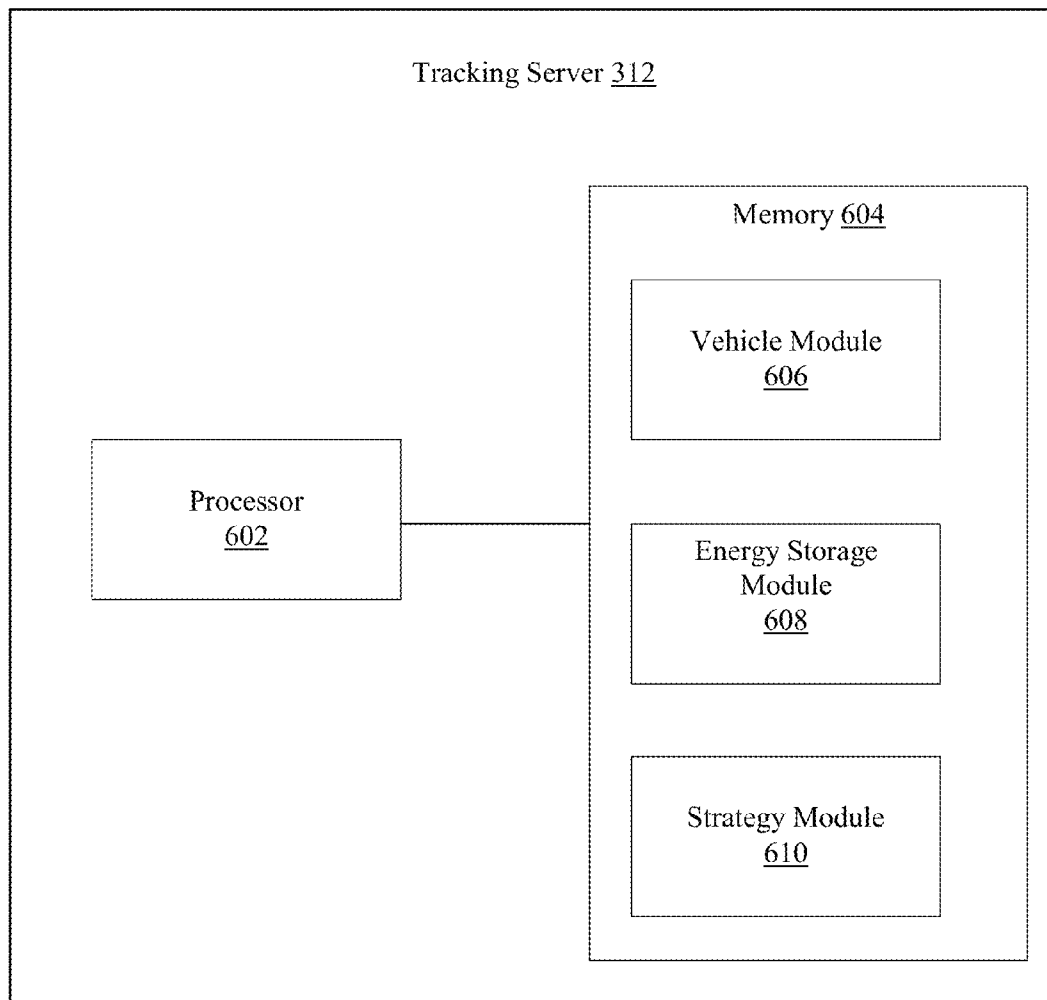 Tracking Server 312
Memory 604
Vehicle Module
606
Processor
602
Energy Storage
Module
608
Strategy Module
610